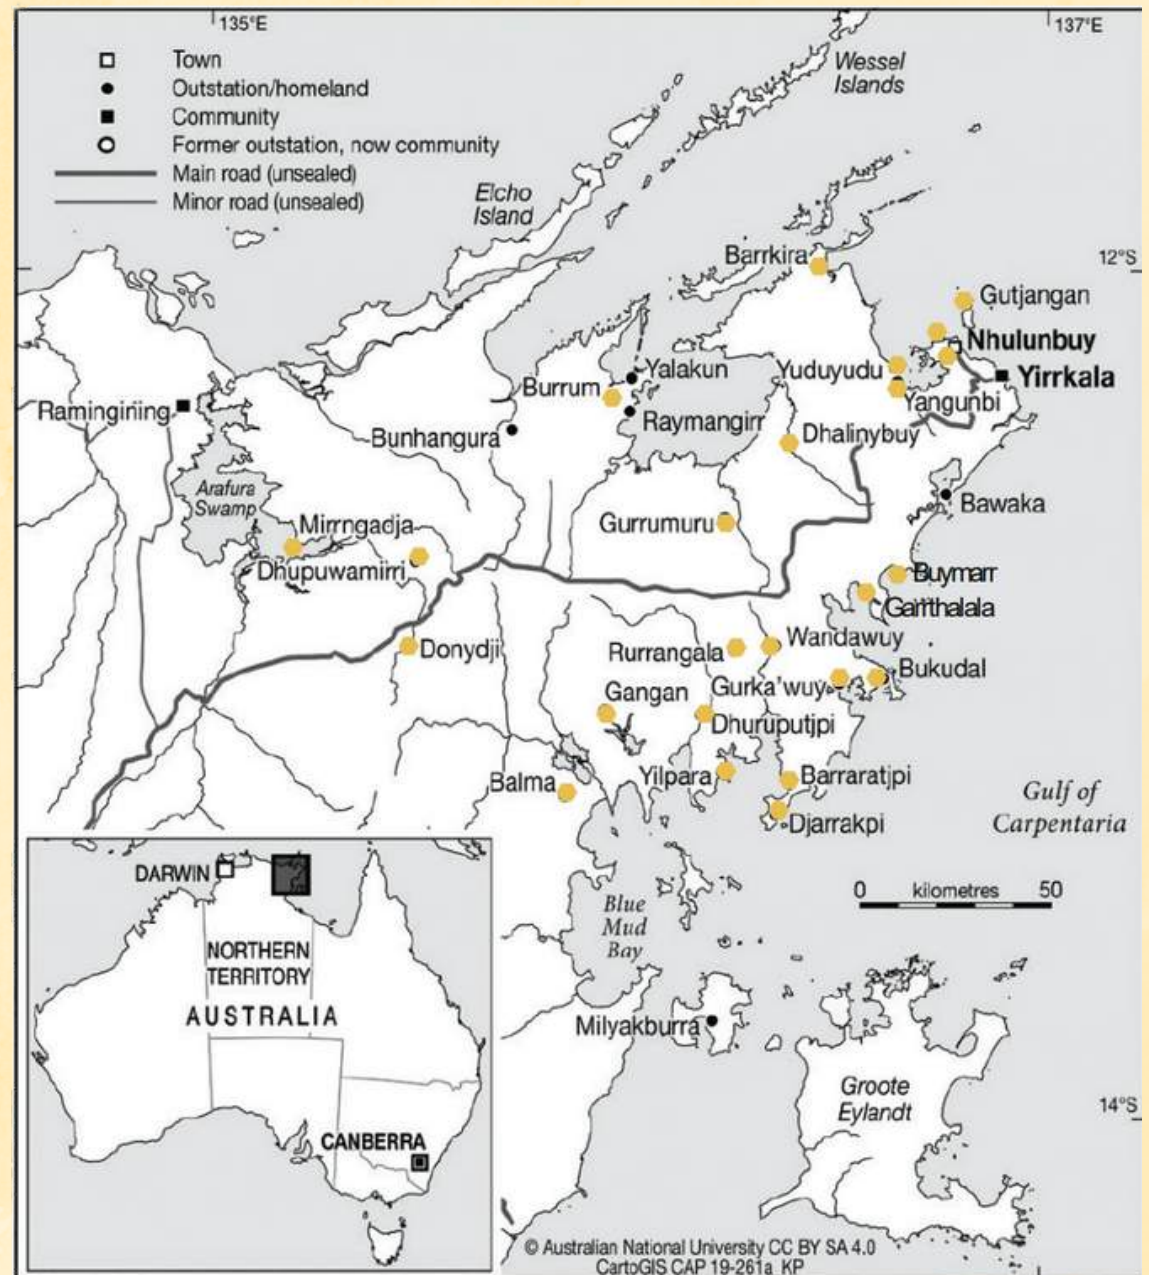 135°E
137°E
Town
Outstation/homeland
Community
Former outstation, now community
Main road (unsealed)
Minor road (unsealed)
Wessel
Islands
Elcho
Island
Barrkira
12°S
Gutjangan
Nhulunbuy
Yuduyudu
Yalakun
Yirrkala
Burrum
Yangunbi
Ramingining
Raymangirr
Bunhangura
Dhalinybuy
Arafura
Swamp
Bawaka
Mirrngadja
Gurrumuru
Dhupuwamirri
Buymarr
Garrthalala
Wandawuy
Donydji
Rurrangala
Bukudal
Gangan
Gurka'wuy
Dhuruputjpi
Balma
Yilpara
Barraratjpi
Gulf of
Carpentaria
Djarrakpi
DARWIN
0 kilometres 50
Blue
Mud
Bay
NORTHERN
TERRITORY
AUSTRALIA
Milyakburra
Groote
Eylandt
14°S
CANBERRA
© Australian National University CC BY SA 4.0
CartoGIS CAP 19-261a KP